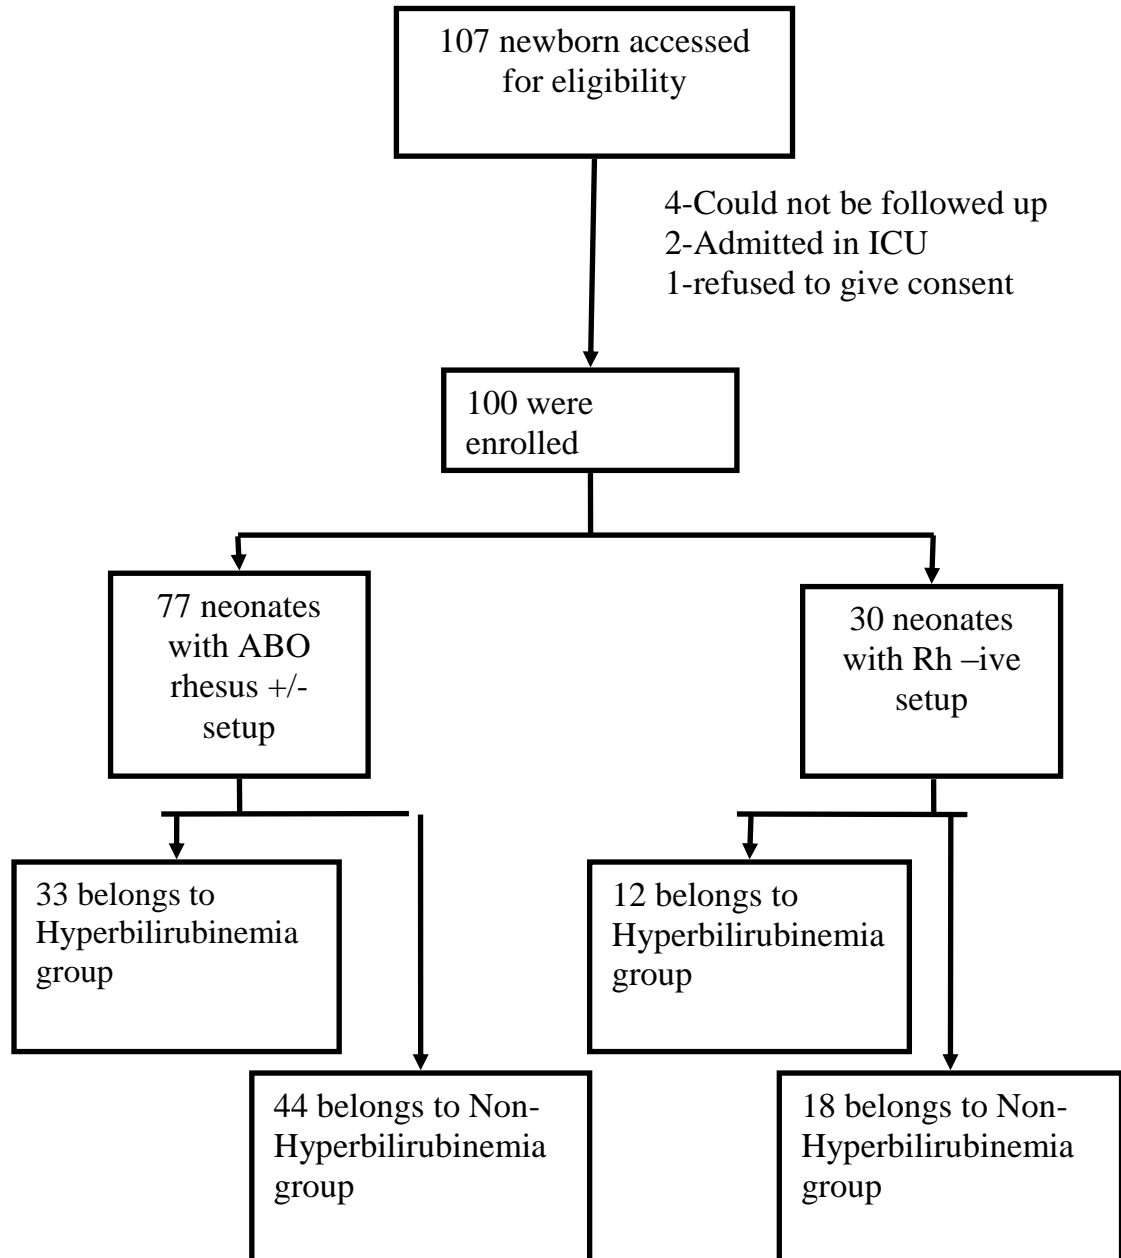 107 newborn accessed
for eligibility
4-Could not be followed up
2-Admitted in ICU
1-refused to give consent
100 were
enrolled
77 neonates
with ABO
rhesus +/-
setup
30 neonates
with Rh –ive
setup
33 belongs to
Hyperbilirubinemia
group
12 belongs to
Hyperbilirubinemia
group
44 belongs to Non-
Hyperbilirubinemia
group
18 belongs to Non-
Hyperbilirubinemia
group